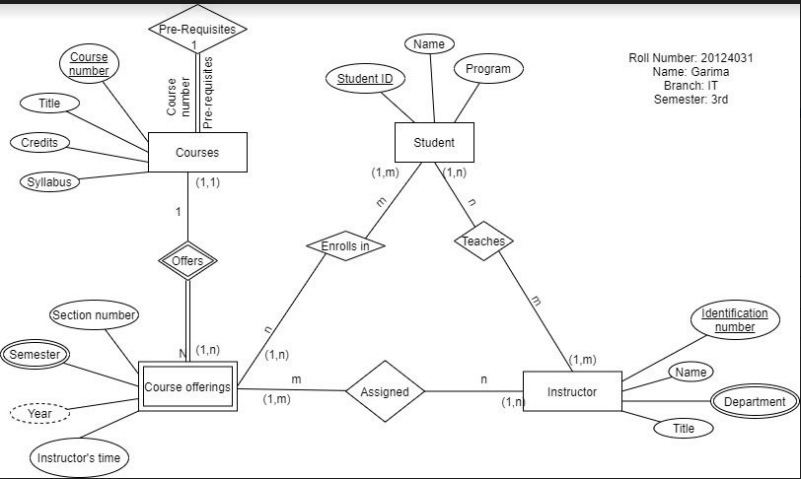 Pre-Requisites
1
Course
number
Pre-requisites
Course
number
Title
Credits
Syllabus
Courses
(1,1)
1
Offers
N
(1,n)
Section number
Semester
Year
Instructor's time
Course offerings
Name
Student ID
Program
Student
(1,m)
(1,n)
m
n
Enrolls in
Teaches
n
m
(1,n)
(1,m)
m
(1,m)
Assigned
n
(1,n)
Instructor
Identification
number
Name
Department
Title
Roll Number: 20124031
Name: Garima
Branch: IT
Semester: 3rd